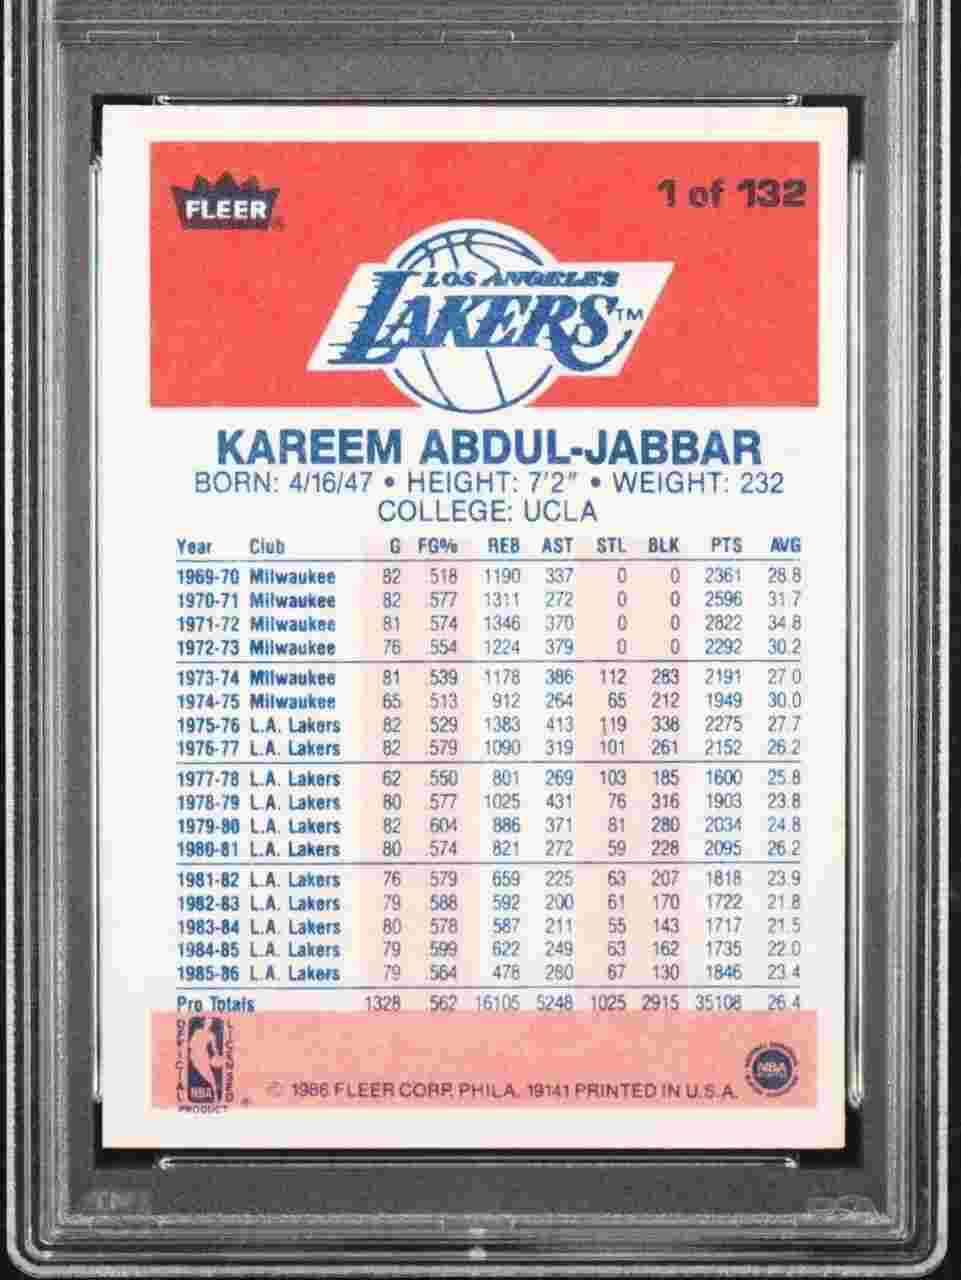 FLEER
1 of 132
LOS ANGELES
LAKERS™
KAREEM ABDUL-JABBAR
BORN: 4/16/47 • HEIGHT: 7'2" • WEIGHT: 232
COLLEGE: UCLA
Year Club G FG% REB AST STL BLK PTS AVG
1969-70 Milwaukee 82 .518 1190 337 0 0 2361 28.8
1970-71 Milwaukee 82 .577 1311 272 0 0 2596 31.7
1971-72 Milwaukee 81 .574 1346 370 0 0 2822 34.8
1972-73 Milwaukee 76 .554 1224 379 0 0 2292 30.2
1973-74 Milwaukee 81 .539 1178 386 112 283 2191 27.0
1974-75 Milwaukee 65 .513 912 264 65 212 1949 30.0
1975-76 L.A. Lakers 82 .529 1383 413 119 338 2275 27.7
1976-77 L.A. Lakers 82 .579 1090 319 101 261 2152 26.2
1977-78 L.A. Lakers 62 .550 801 269 103 185 1600 25.8
1978-79 L.A. Lakers 80 .577 1025 431 76 316 1903 23.8
1979-80 L.A. Lakers 82 .604 886 371 81 280 2034 24.8
1980-81 L.A. Lakers 80 .574 821 272 59 228 2095 26.2
1981-82 L.A. Lakers 76 .579 659 225 63 207 1818 23.9
1982-83 L.A. Lakers 79 .588 592 200 61 170 1722 21.8
1983-84 L.A. Lakers 80 .578 587 211 55 143 1717 21.5
1984-85 L.A. Lakers 79 .599 622 249 63 162 1735 22.0
1985-86 L.A. Lakers 79 .564 478 280 67 130 1846 23.4
Pro Totals 1328 .562 16105 5248 1025 2915 35108 26.4
OFFICIAL LICENSED
NBA
PRODUCT
© 1986 FLEER CORP. PHILA. 19141 PRINTED IN U.S.A.
NBA
PSA